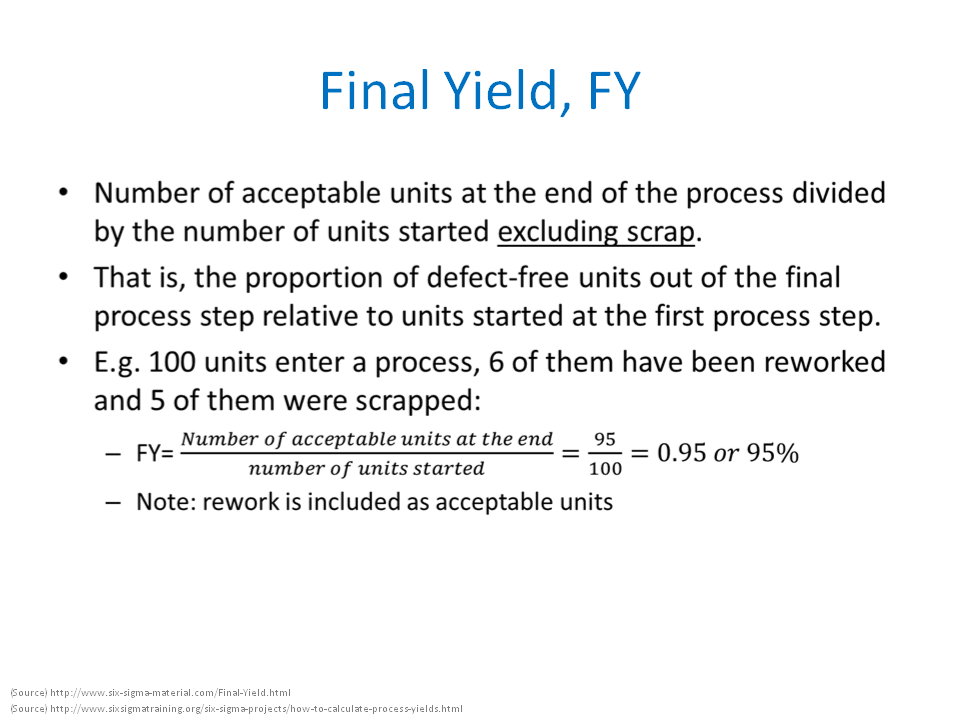 Final Yield, FY
• Number of acceptable units at the end of the process divided
by the number of units started excluding scrap.
• That is, the proportion of defect-free units out of the final
process step relative to units started at the first process step.
• E.g. 100 units enter a process, 6 of them have been reworked
and 5 of them were scrapped:
– FY= Number of acceptable units at the end / number of units started = 95/100 = 0.95 or 95%
– Note: rework is included as acceptable units
(Source) http://www.six-sigma-material.com/Final-Yield.html
(Source) http://www.sixsigmatraining.org/six-sigma-projects/how-to-calculate-process-yields.html